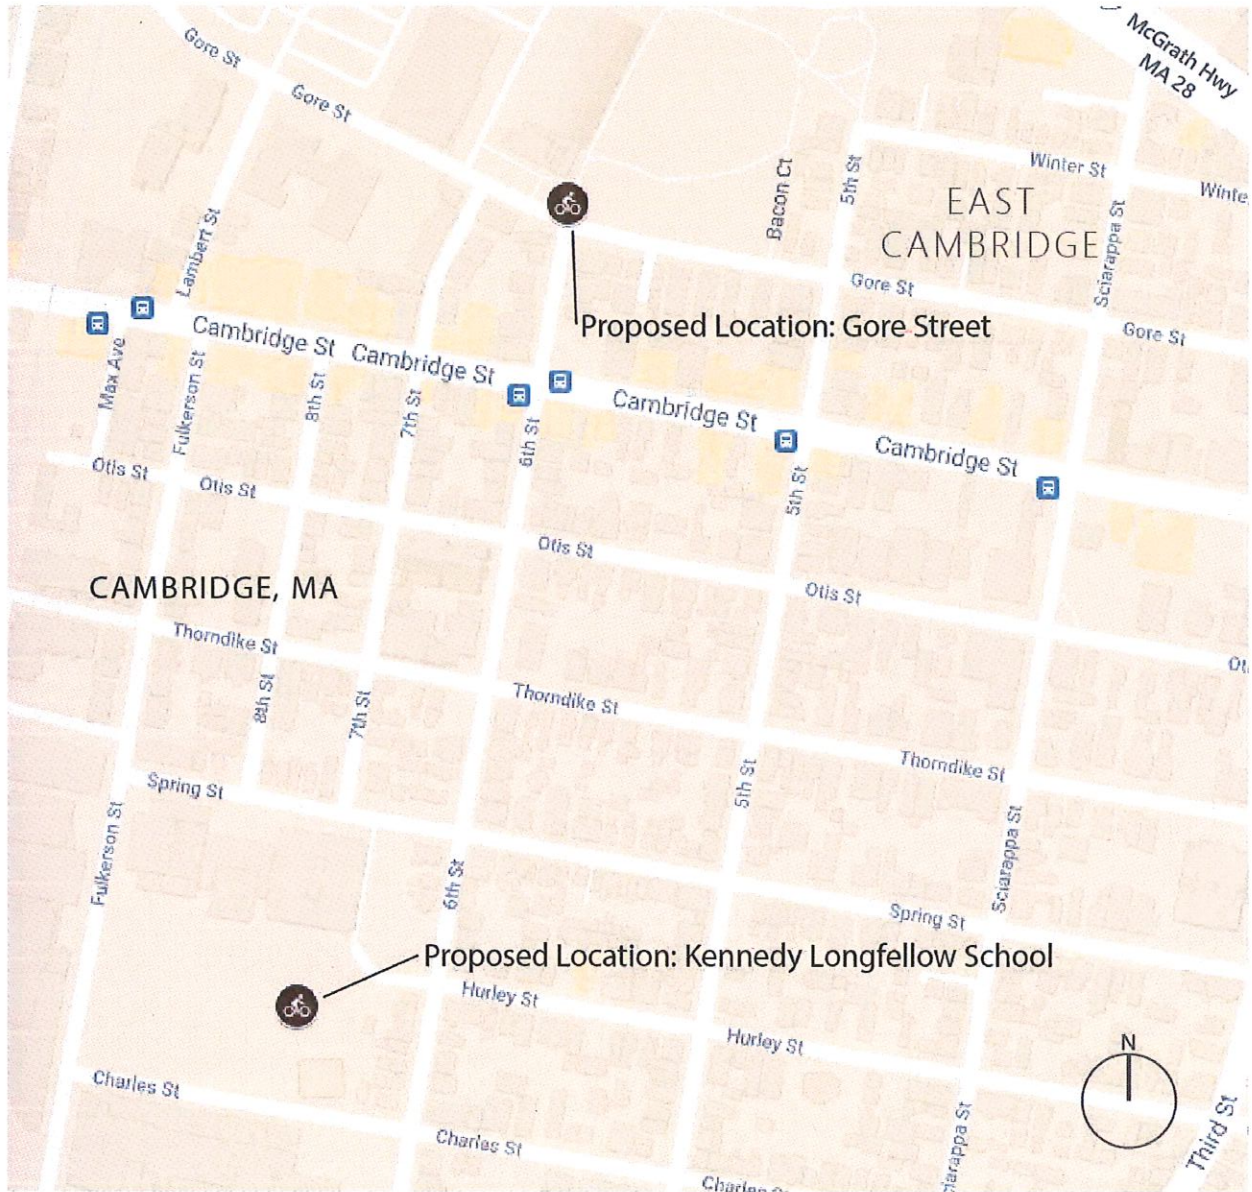 Gore St
Gore St
McGrath Hwy
MA 28
Winter St
Winte
5th St
Bacon Ct
EAST
CAMBRIDGE
Sciarappa St
Lambert St
Gore St
Gore St
Proposed Location: Gore Street
Cambridge St
Cambridge St
Cambridge St
Cambridge St
Max Ave
Fulkerson St
8th St
7th St
6th St
5th St
Otis St
Otis St
Otis St
Otis St
Ot
CAMBRIDGE, MA
Thorndike St
8th St
7th St
Thorndike St
Thorndike St
5th St
Spring St
Fulkerson St
6th St
Sciarappa St
Spring St
Proposed Location: Kennedy Longfellow School
Hurley St
Hurley St
N
Charles St
Charles St
Charles St
ciarappa St
Third St